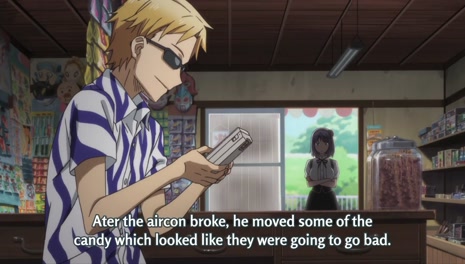 Ater the aircon broke, he moved some of the
candy which looked like they were going to go bad.